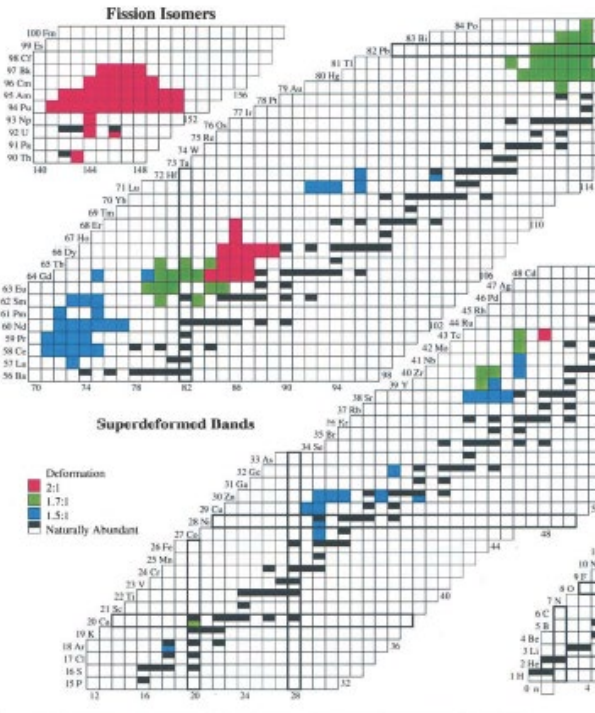 Fission Isomers
100 Fm
99 Es
98 Cf
97 Bk
96 Cm
95 Am
94 Pu
93 Np
92 U
91 Pa
90 Th
140
144
148
152
156
84 Po
83 Bi
82 Pb
81 Tl
80 Hg
79 Au
78 Pt
77 Ir
76 Os
75 Re
74 W
73 Ta
72 Hf
71 Lu
70 Yb
69 Tm
68 Er
67 Ho
66 Dy
65 Tb
64 Gd
63 Eu
62 Sm
61 Pm
60 Nd
59 Pr
58 Ce
57 La
56 Ba
70
74
78
82
86
90
94
98
102
106
110
114
48 Cd
47 Ag
46 Pd
45 Rh
44 Ru
43 Tc
42 Mo
41 Nb
40 Zr
39 Y
38 Sr
37 Rb
36 Kr
35 Br
34 Se
33 As
32 Ge
31 Ga
30 Zn
29 Cu
28 Ni
27 Co
26 Fe
25 Mn
24 Cr
23 V
22 Ti
21 Sc
20 Ca
19 K
18 Ar
17 Cl
16 S
15 P
12
16
20
24
28
32
36
40
44
48
Superdeformed Bands
Deformation
2:1
1.7:1
1.5:1
Naturally Abundant
10 N
9 F
8 O
7 N
6 C
5 B
4 Be
3 Li
2 He
1 H
0 n
4